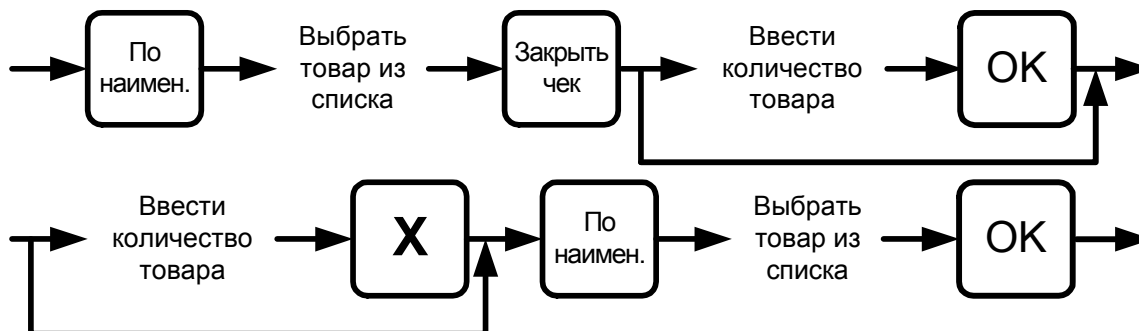 По
наимен.
Выбрать
товар из
списка
Закрыть
чек
Ввести
количество
товара
OK
Ввести
количество
товара
X
По
наимен.
Выбрать
товар из
списка
OK